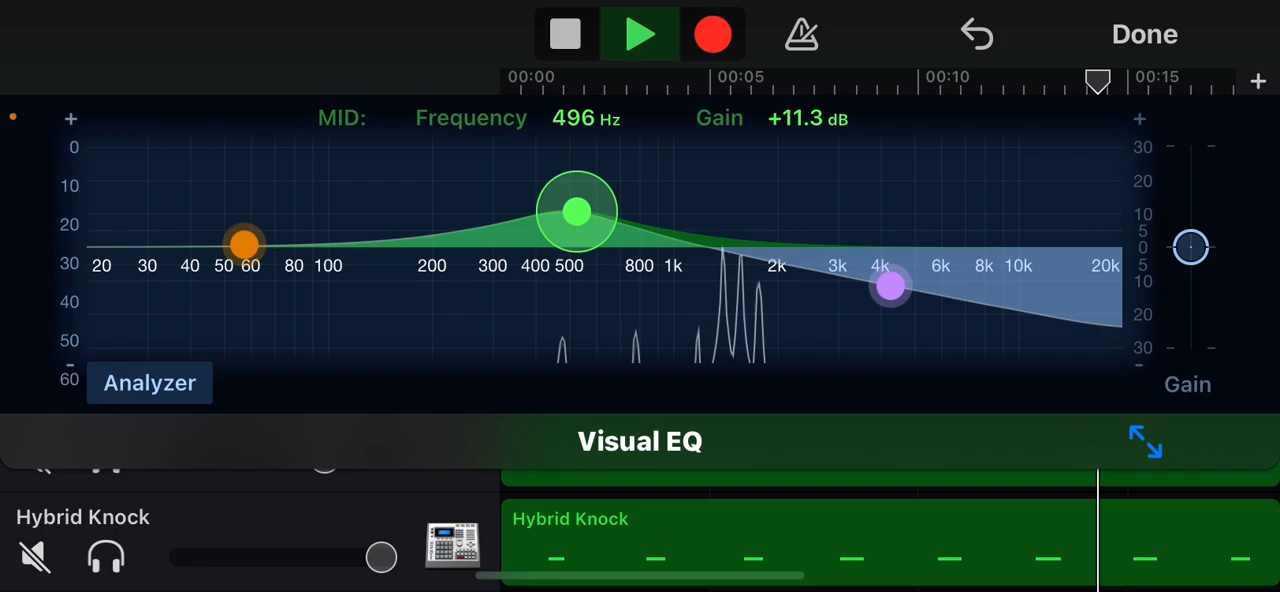 Done
00:00 00:05 00:10 00:15 +
MID: Frequency 496 Hz Gain +11.3 dB
+ +
0 30
10 20
20 10
5
0
30 20 30 40 50 60 80 100 200 300 400 500 800 1k 2k 3k 4k 6k 8k 10k 20k 5
40 10
50 20
- 30
60 -
Analyzer Gain
Visual EQ
Hybrid Knock Hybrid Knock